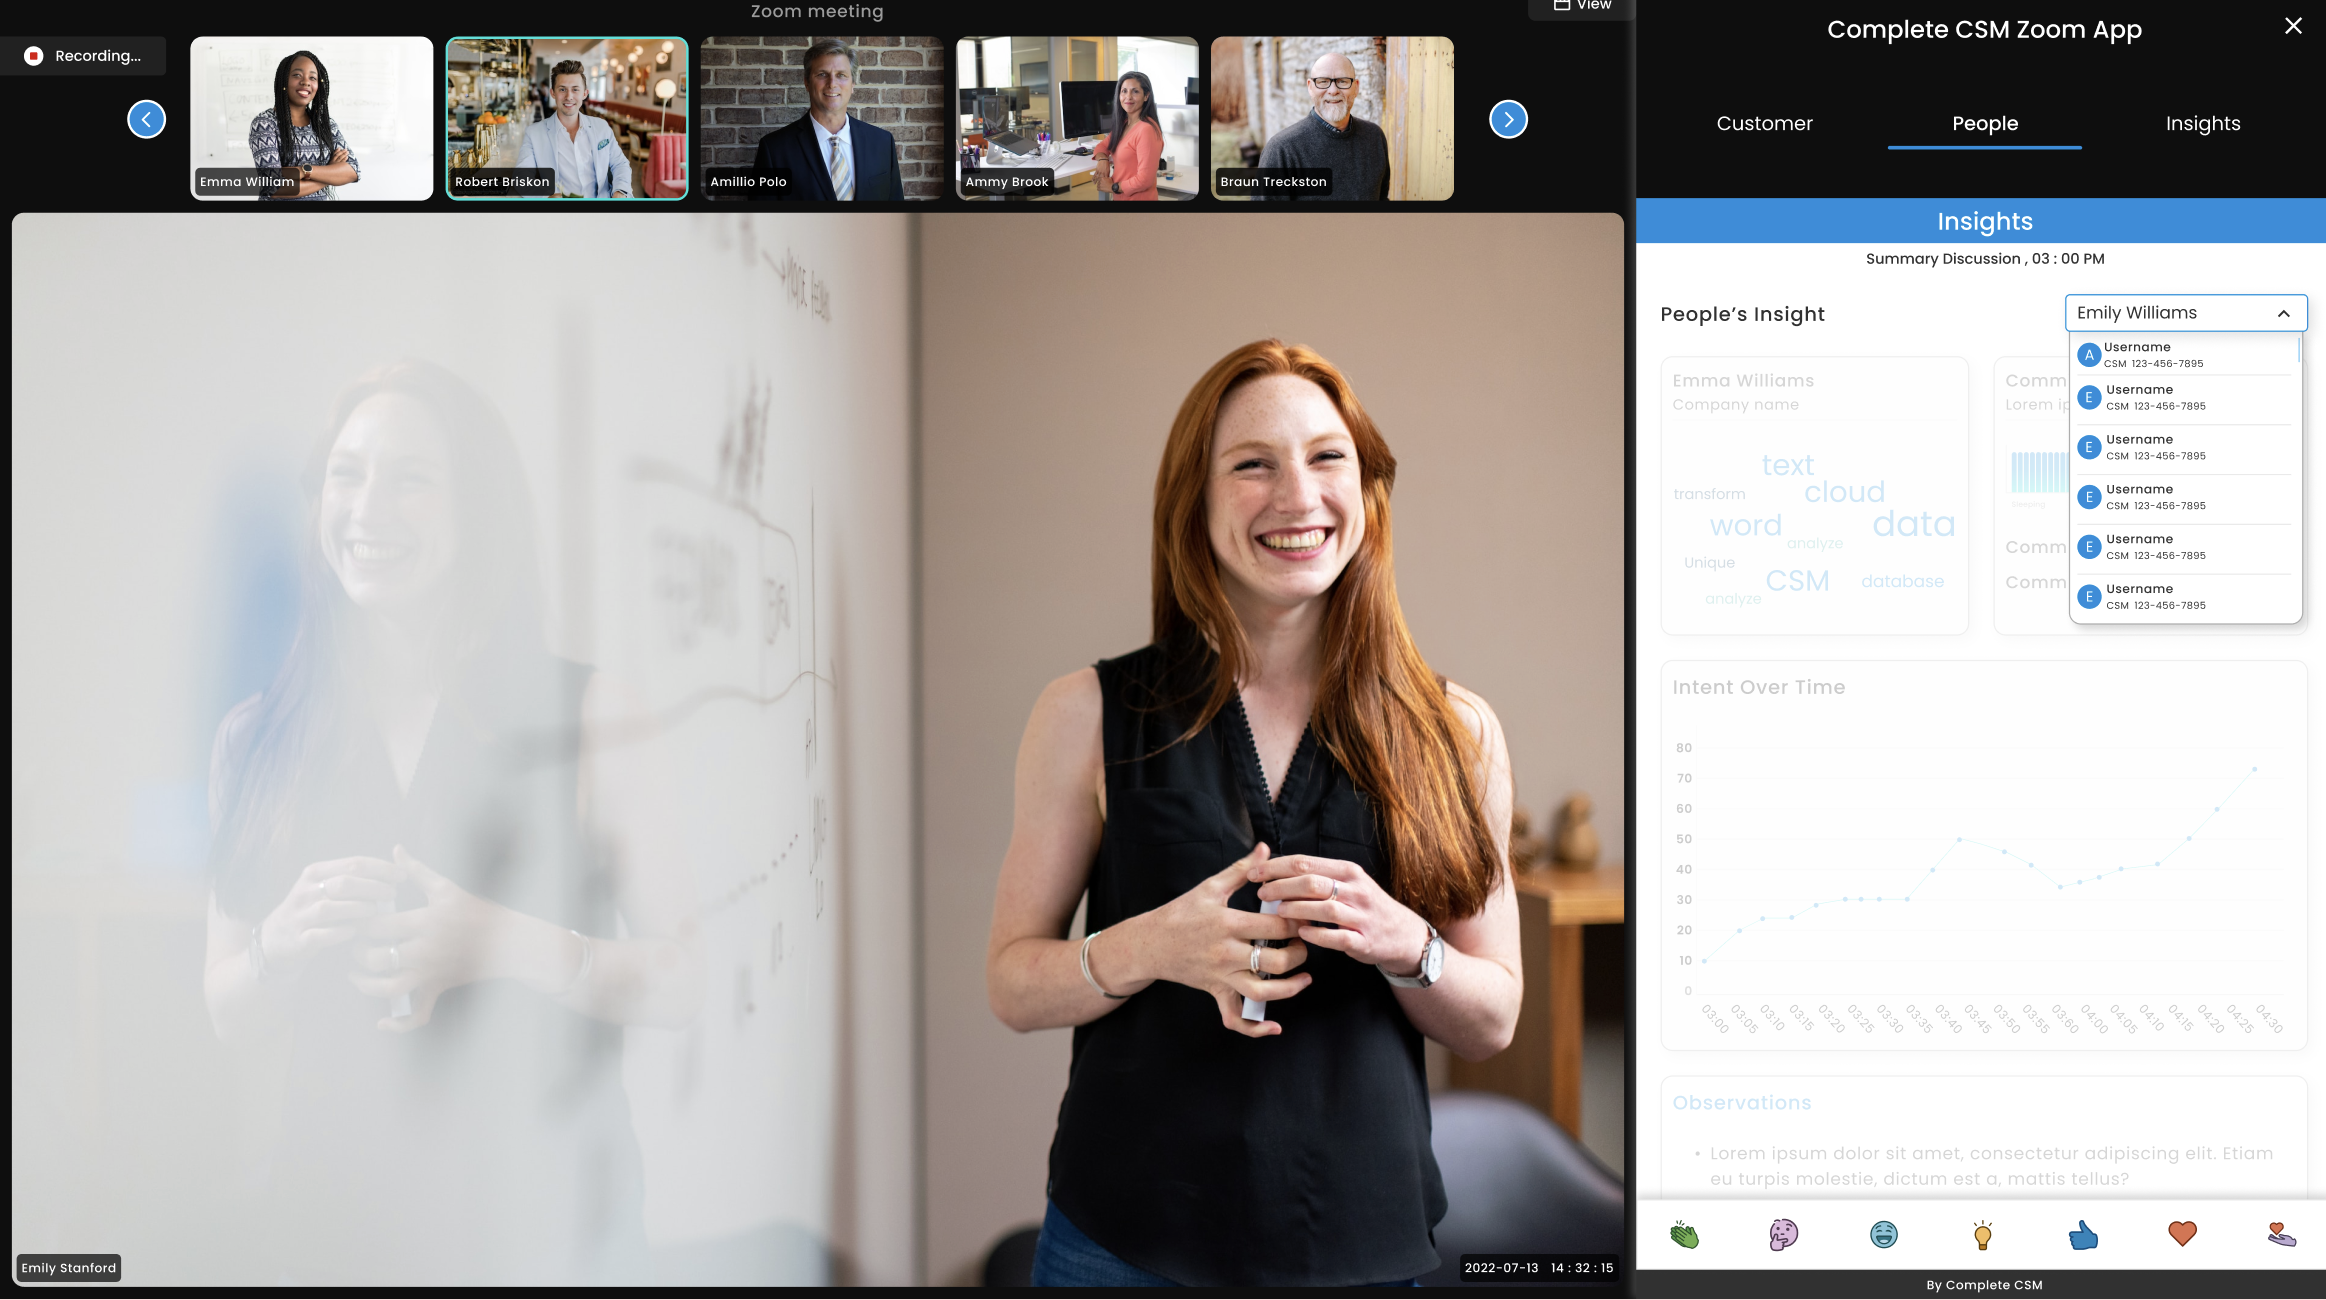 Zoom meeting
View
Recording...
Emma William
Robert Briskon
Amillio Polo
Ammy Brook
Braun Treckston
Emily Stanford
2022-07-13 14 : 32 : 15
Complete CSM Zoom App
Customer
People
Insights
Insights
Summary Discussion , 03 : 00 PM
People's Insight
Emily Williams
A
Username
CSM 123-456-7895
E
Username
CSM 123-456-7895
E
Username
CSM 123-456-7895
E
Username
CSM 123-456-7895
E
Username
CSM 123-456-7895
E
Username
CSM 123-456-7895
Emma Williams
Company name
text
transform
cloud
word
data
analyze
Unique
CSM
database
analyze
Comm
Lorem ip
Comm
Comm
Intent Over Time
80
70
60
50
40
30
20
10
0
03:00
03:05
03:10
03:15
03:20
03:25
03:30
03:35
03:40
03:45
03:50
03:55
03:60
04:00
04:05
04:10
04:15
04:20
04:25
04:30
Observations
• Lorem ipsum dolor sit amet, consectetur adipiscing elit. Etiam
eu turpis molestie, dictum est a, mattis tellus?
By Complete CSM